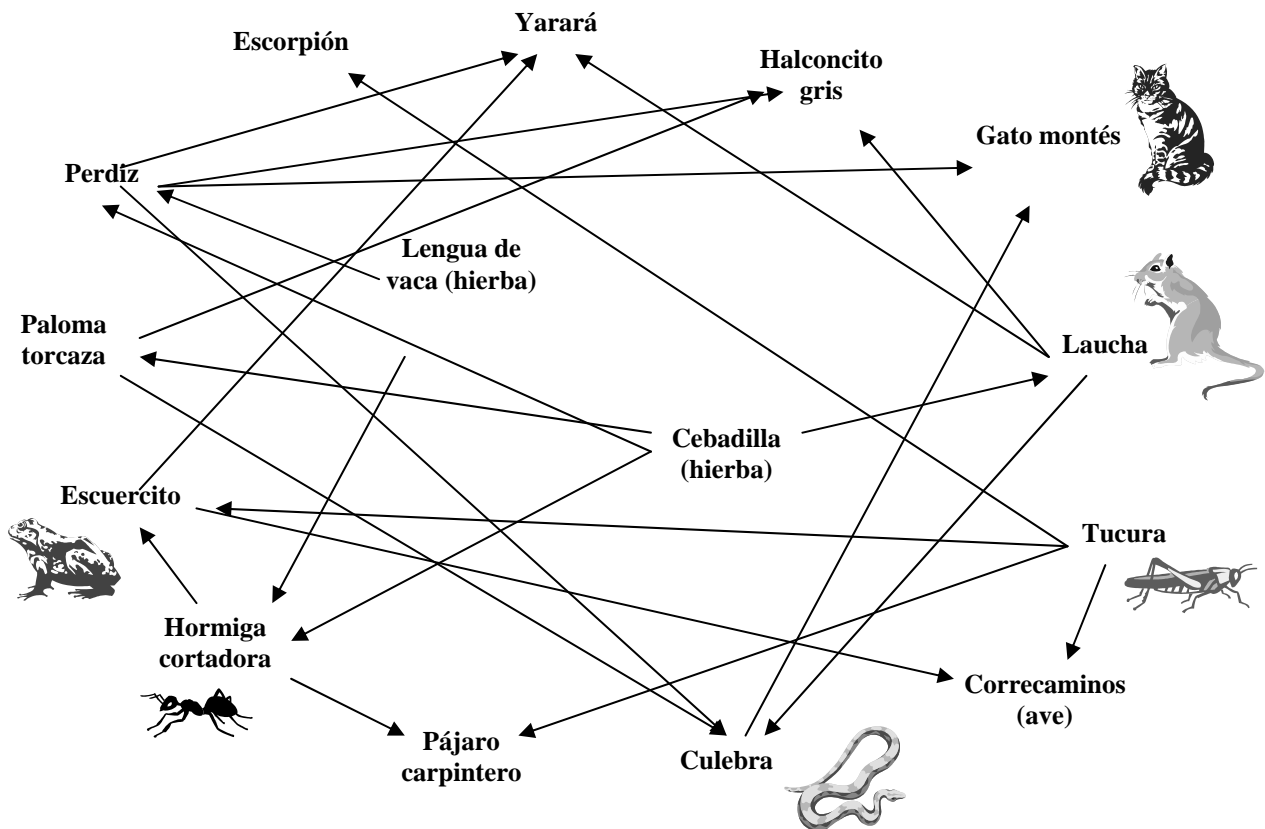 Yarará
Escorpión
Halconcito
gris
Gato montés
Perdíz
Lengua de
vaca (hierba)
Paloma
torcaza
Laucha
Cebadilla
(hierba)
Escuercito
Tucura
Hormiga
cortadora
Correcaminos
(ave)
Pájaro
carpintero
Culebra